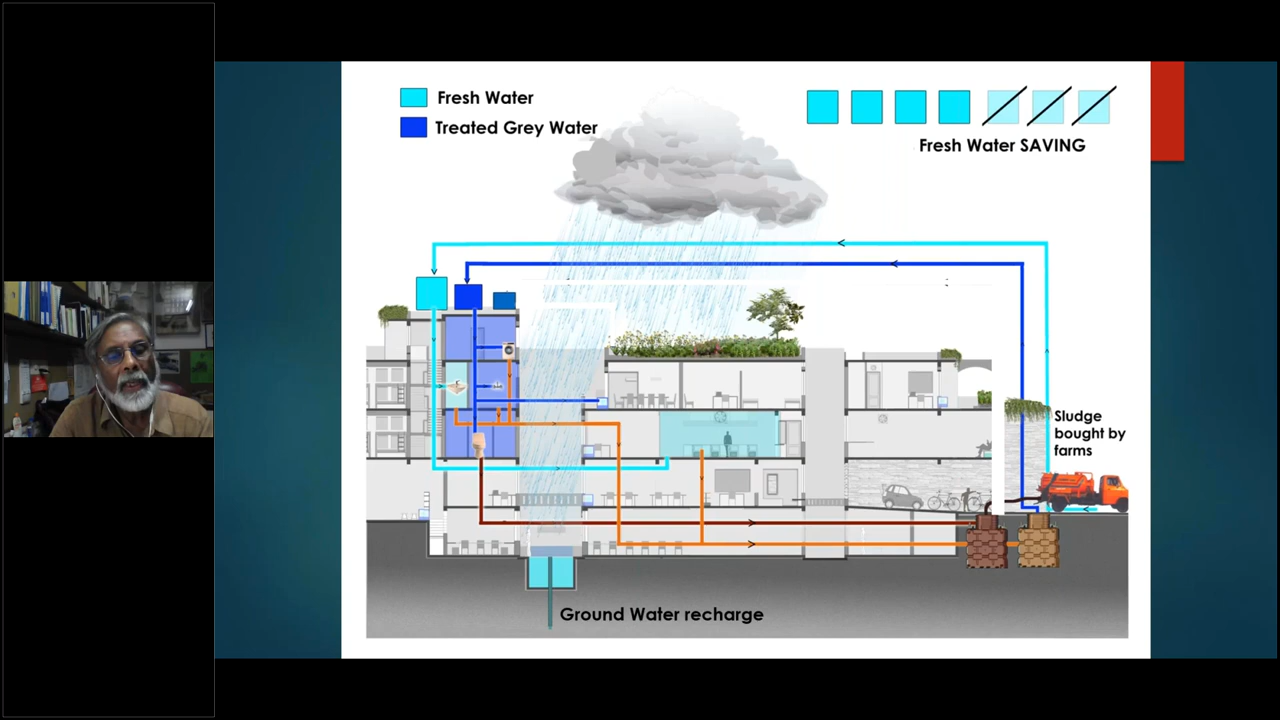 Fresh Water
Treated Grey Water
Fresh Water SAVING
Sludge
bought by
farms
Ground Water recharge